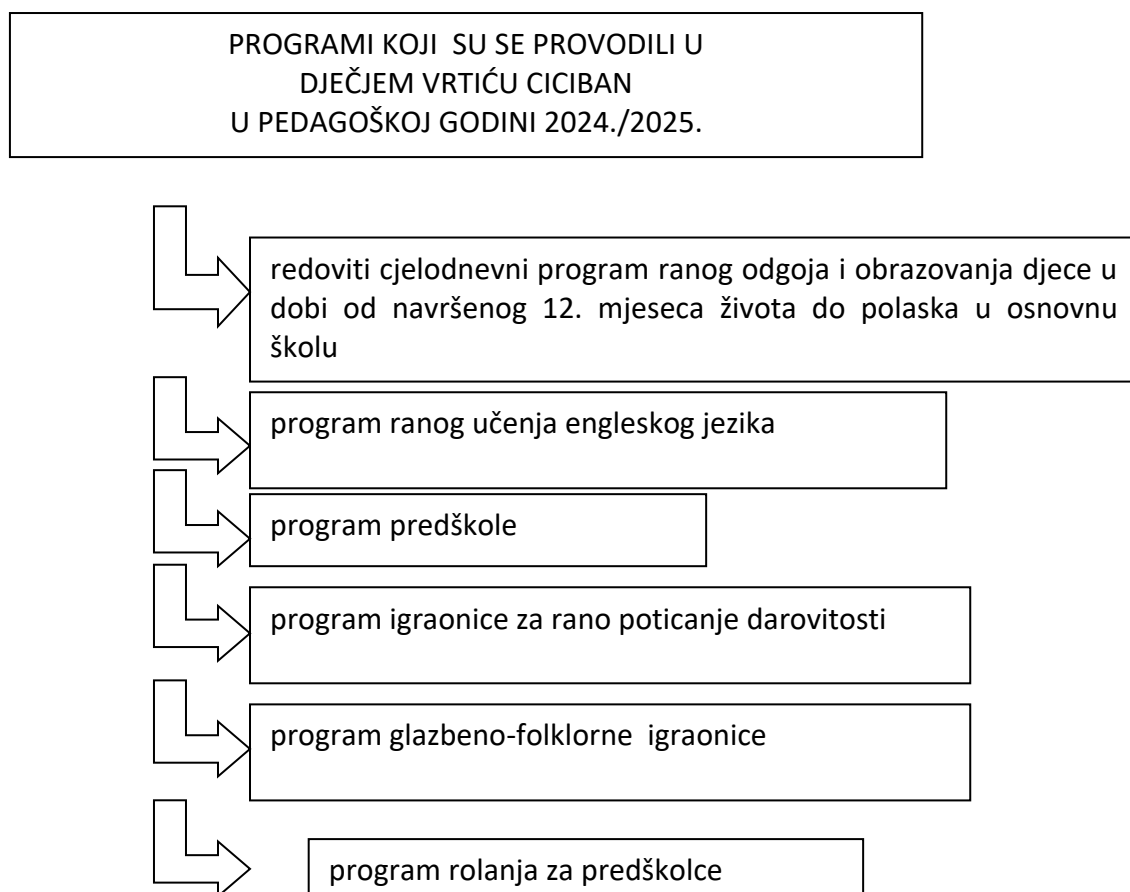 PROGRAMI KOJI SU SE PROVODILI U
DJEČJEM VRTIĆU CICIBAN
U PEDAGOŠKOJ GODINI 2024./2025.
redoviti cjelodnevni program ranog odgoja i obrazovanja djece u
dobi od navršenog 12. mjeseca života do polaska u osnovnu
školu
program ranog učenja engleskog jezika
program predškole
program igraonice za rano poticanje darovitosti
program glazbeno-folklorne igraonice
program rolanja za predškolce